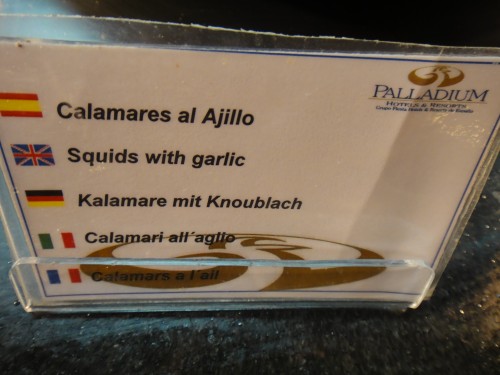 PALLADIUM
HOTELS & RESORTS
Calamares al Ajillo
Squids with garlic
Kalamare mit Knoublach
Calamari all´aglio
Calamars a l´ail